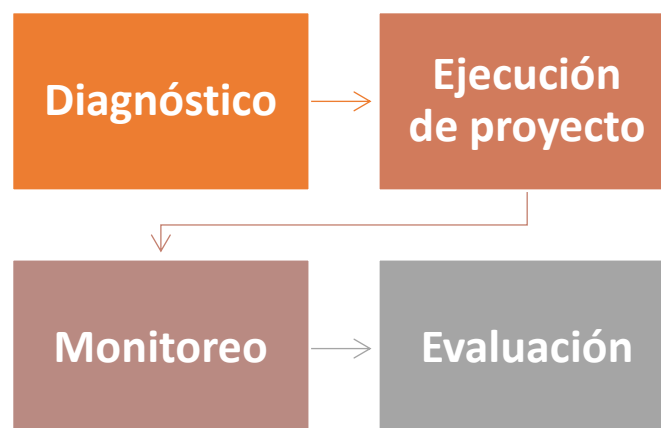 Diagnóstico
Ejecución
de proyecto
Monitoreo
Evaluación